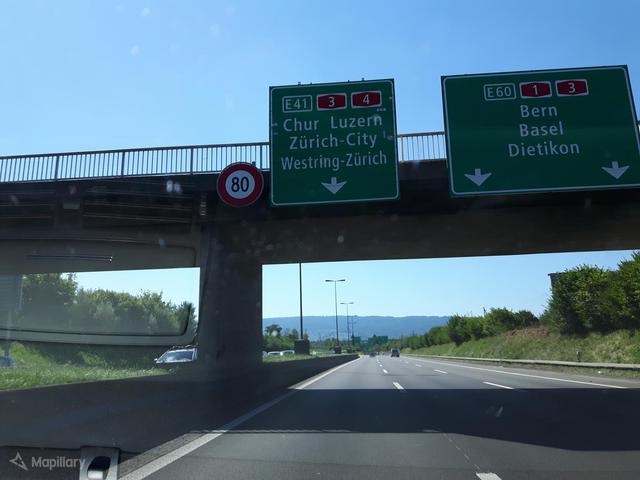 E41 3 4
Chur Luzern
Zürich-City
Westring-Zürich
80
E60 1 3
Bern
Basel
Dietikon
Mapillary